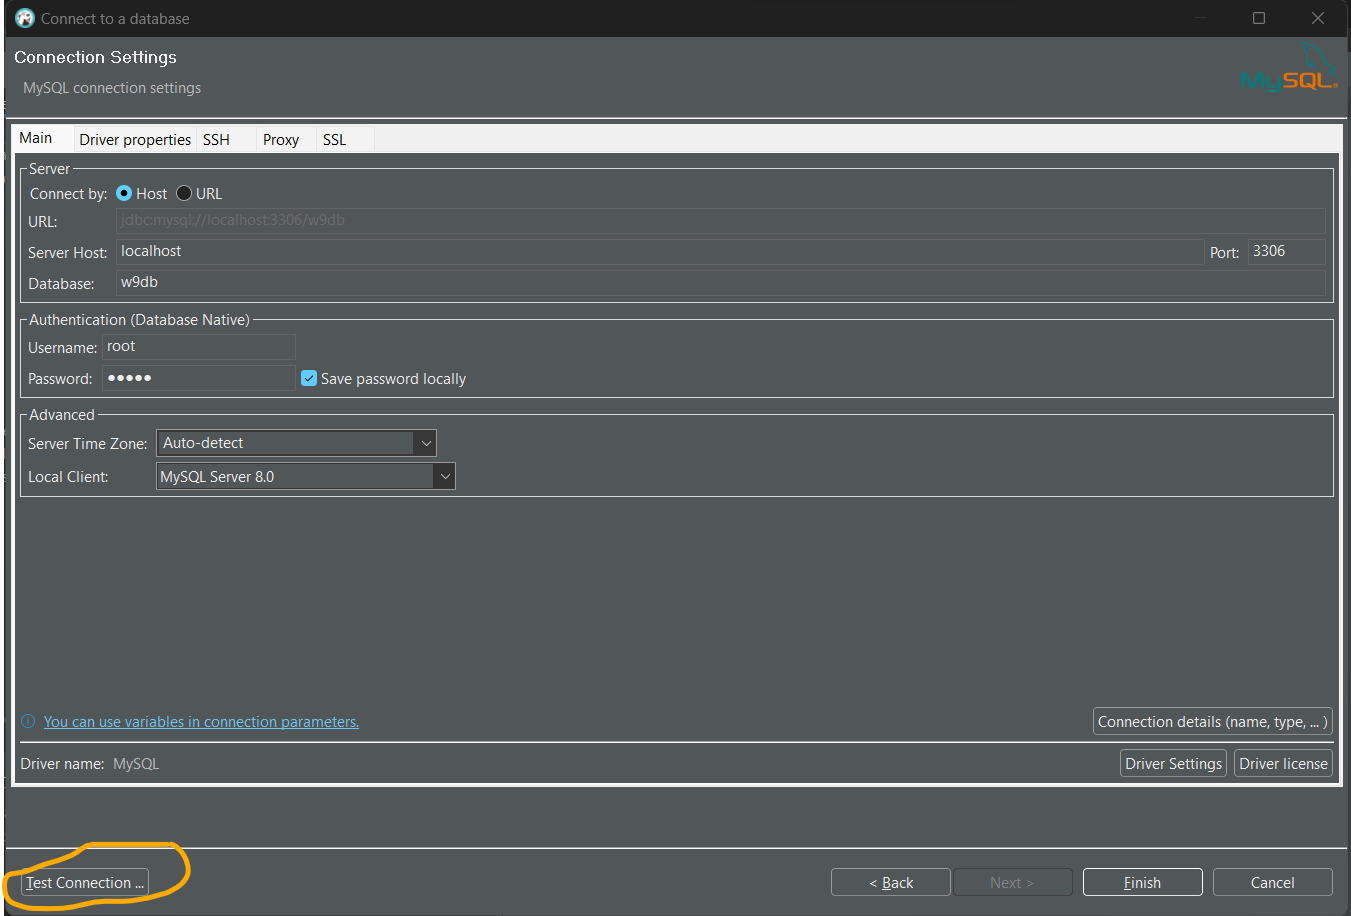 Connect to a database
Connection Settings
MySQL connection settings
MySQL®
Main Driver properties SSH Proxy SSL
Server
Connect by: Host URL
URL: jdbc:mysql://localhost:3306/w9db
Server Host: localhost Port: 3306
Database: w9db
Authentication (Database Native)
Username: root
Password: ●●●●●  Save password locally
Advanced
Server Time Zone: Auto-detect
Local Client: MySQL Server 8.0
You can use variables in connection parameters. Connection details (name, type, ... )
Driver name: MySQL Driver Settings Driver license
Test Connection ... < Back Next > Finish Cancel